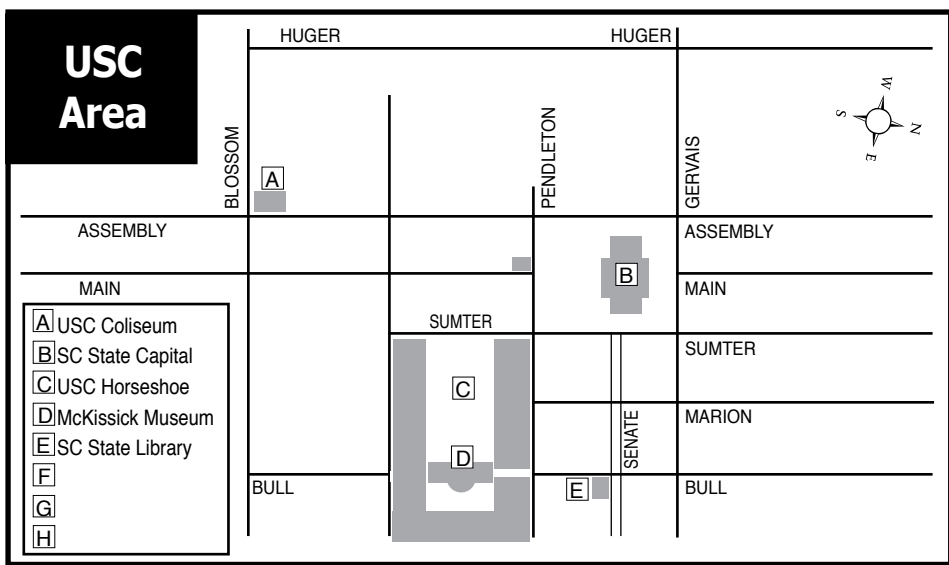 USC
Area
HUGER
HUGER
BLOSSOM
PENDLETON
GERVAIS
W
S
N
E
A
ASSEMBLY
ASSEMBLY
B
MAIN
MAIN
SUMTER
SUMTER
C
MARION
SENATE
D
BULL
E
BULL
A USC Coliseum
B SC State Capital
C USC Horseshoe
D McKissick Museum
E SC State Library
F
G
H